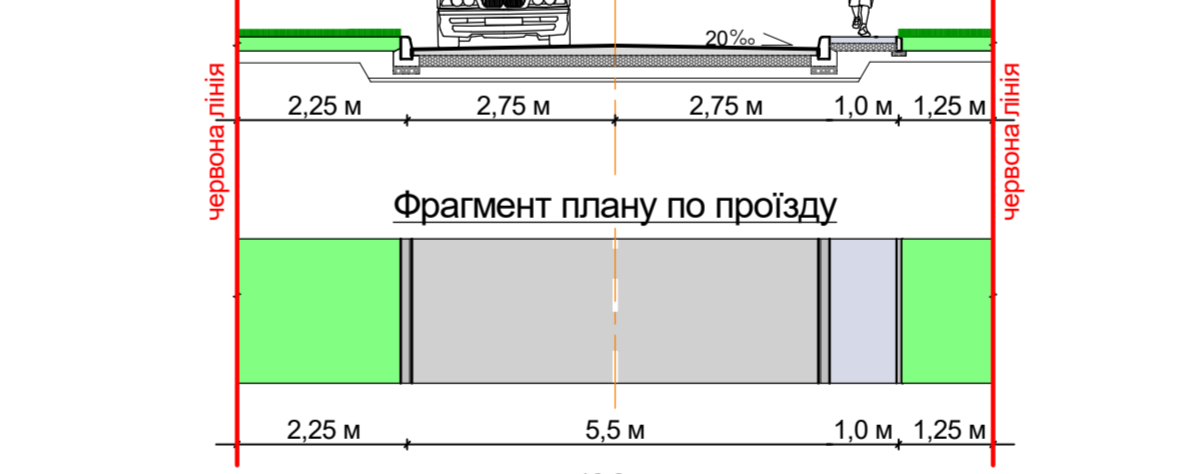 20‰
червона лінія
2,25 м 2,75 м 2,75 м 1,0 м 1,25 м
червона лінія
Фрагмент плану по проїзду
2,25 м 5,5 м 1,0 м 1,25 м